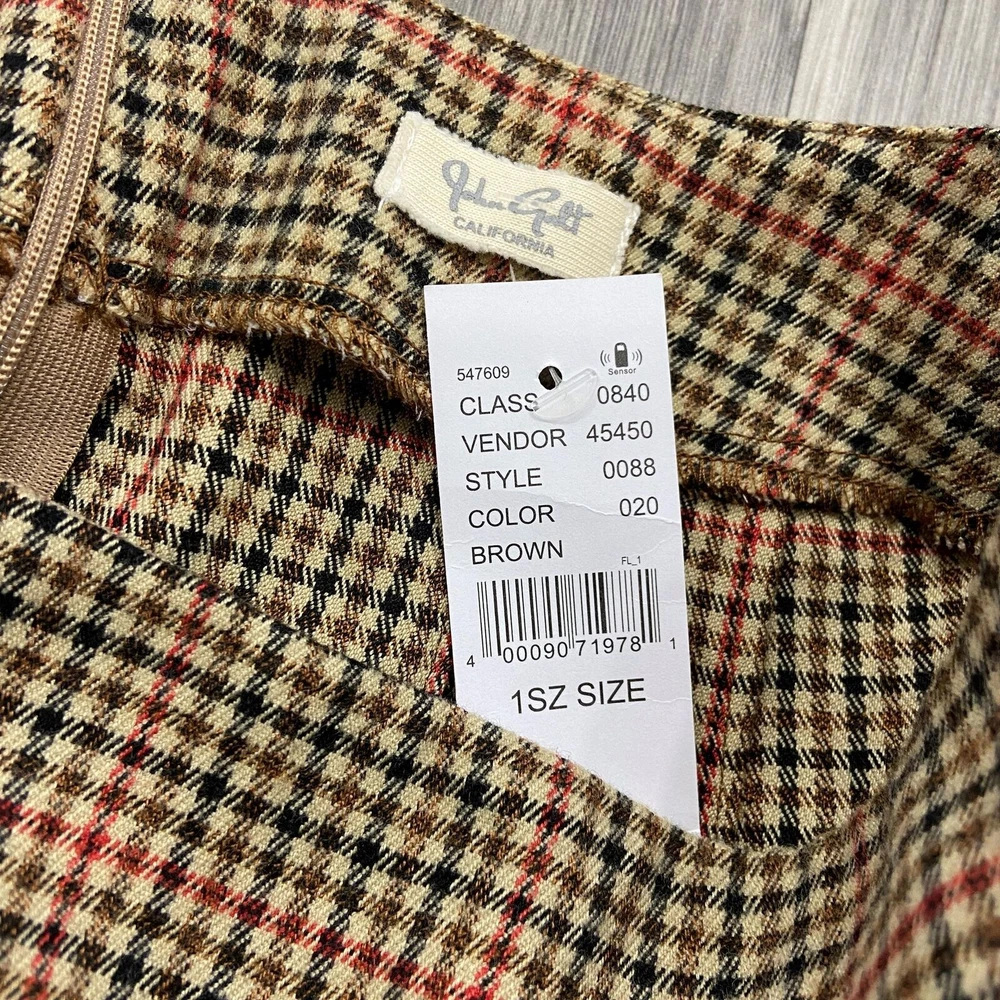 John Galt
CALIFORNIA
547609
Sensor
CLASS 0840
VENDOR 45450
STYLE 0088
COLOR 020
BROWN
FL_1
4 00090 71978 1
1SZ SIZE